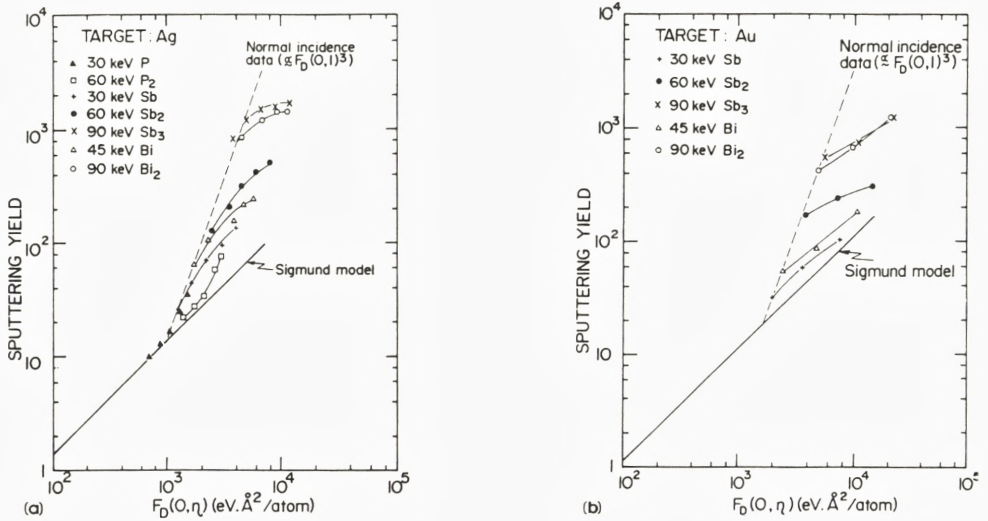 TARGET: Ag
▲ 30 keV P
□ 60 keV P₂
+ 30 keV Sb
● 60 keV Sb₂
x 90 keV Sb₃
△ 45 keV Bi
○ 90 keV Bi₂
Normal incidence
data (≅ F_D(0,1)³)
Sigmund model
SPUTTERING YIELD
10⁴
10³
10²
10
1
10²
10³
10⁴
10⁵
(a)
F_D(0,η) (eV.Å²/atom)
TARGET: Au
+ 30 keV Sb
● 60 keV Sb₂
x 90 keV Sb₃
△ 45 keV Bi
○ 90 keV Bi₂
Normal incidence
data (≅ F_D(0,1)³)
Sigmund model
SPUTTERING YIELD
10⁴
10³
10²
10
1
10²
10³
10⁴
10⁵
(b)
F_D(0,η) (eV.Å²/atom)